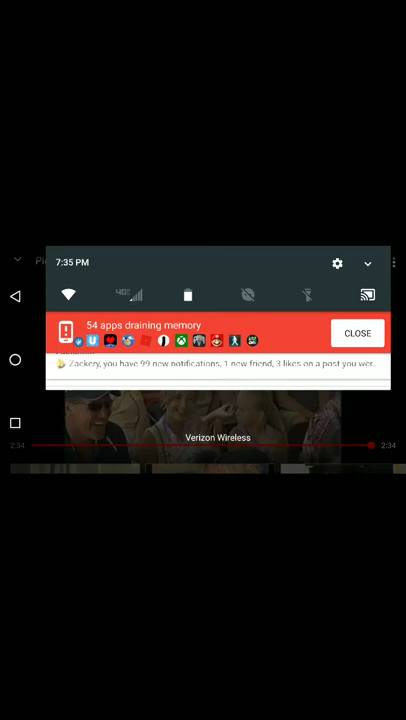 7:35 PM
4G
54 apps draining memory
CLOSE
Zackery, you have 99 new notifications, 1 new friend, 3 likes on a post you wer..
Verizon Wireless
2:34
2:34